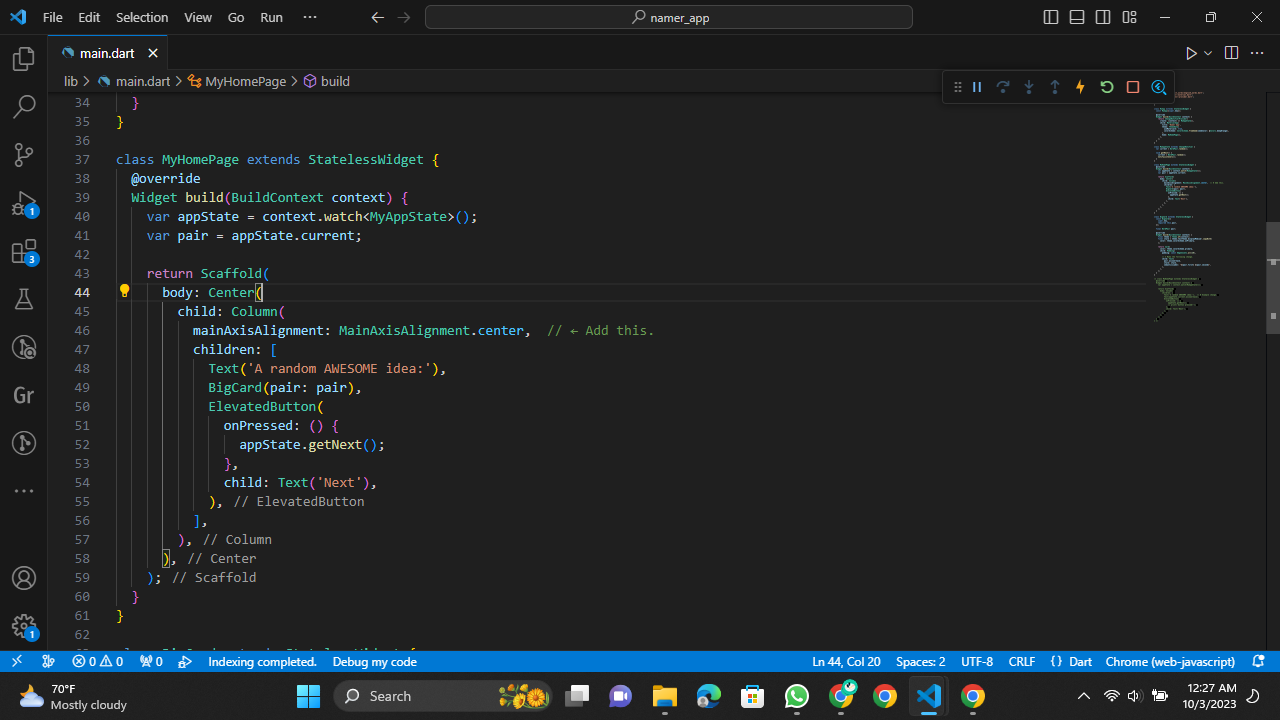 File Edit Selection View Go Run ··· namer_app
main.dart
lib > main.dart > MyHomePage > build
34 }
35 }
36
37 class MyHomePage extends StatelessWidget {
38 @override
39 Widget build(BuildContext context) {
40 var appState = context.watch<MyAppState>();
41 var pair = appState.current;
42
43 return Scaffold(
44 body: Center(
45 child: Column(
46 mainAxisAlignment: MainAxisAlignment.center, // ← Add this.
47 children: [
48 Text('A random AWESOME idea:'),
49 BigCard(pair: pair),
50 ElevatedButton(
51 onPressed: () {
52 appState.getNext();
53 },
54 child: Text('Next'),
55 ), // ElevatedButton
56 ],
57 ), // Column
58 ), // Center
59 ); // Scaffold
60 }
61 }
62
1
3
Gr
1
0 0 0 Indexing completed. Debug my code Ln 44, Col 20 Spaces: 2 UTF-8 CRLF {} Dart Chrome (web-javascript)
70°F
Mostly cloudy
Search
12:27 AM
10/3/2023